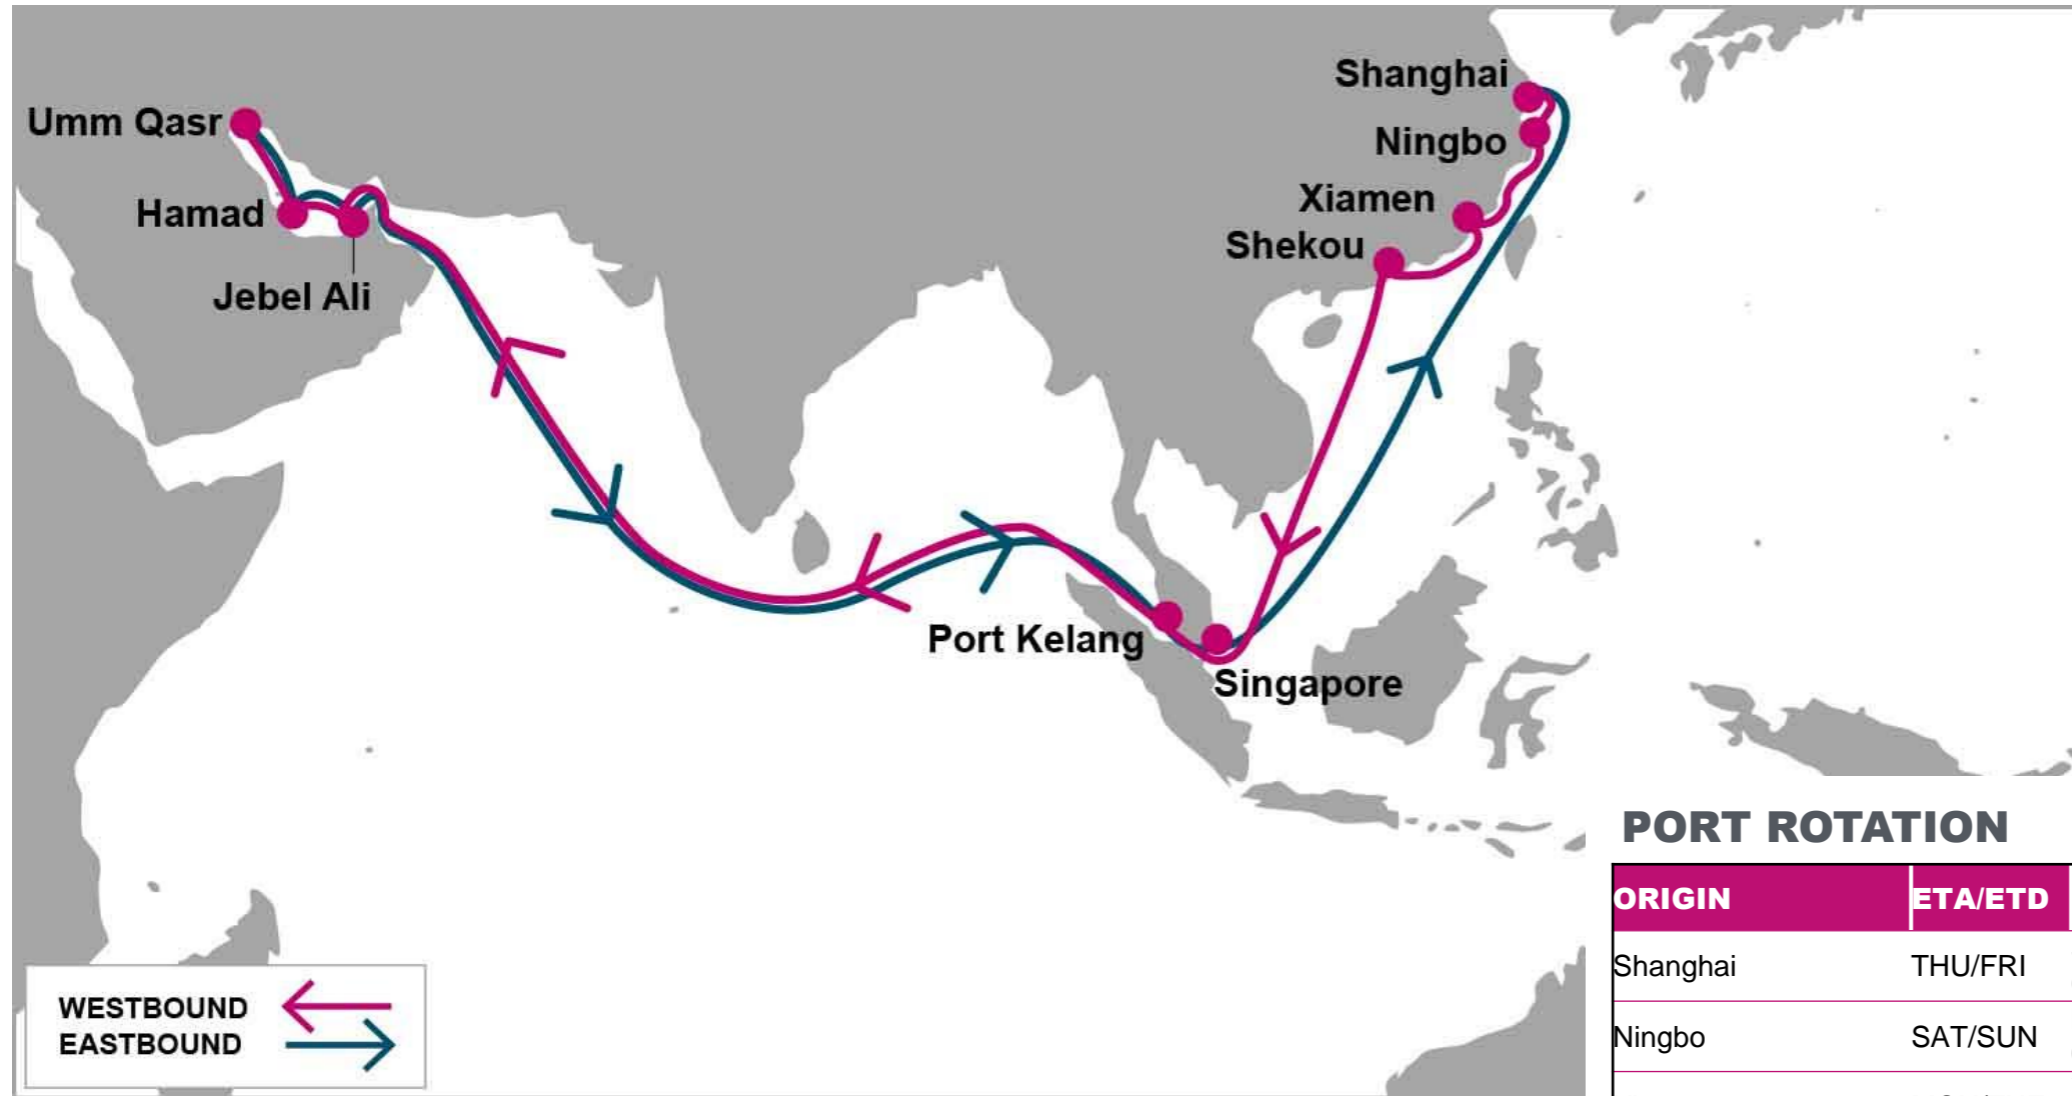 Shanghai
Umm Qasr
Ningbo
Xiamen
Hamad
Shekou
Jebel Ali
Port Kelang
Singapore
WESTBOUND
EASTBOUND
PORT ROTATION
ORIGIN ETA/ETD
Shanghai THU/FRI
Ningbo SAT/SUN